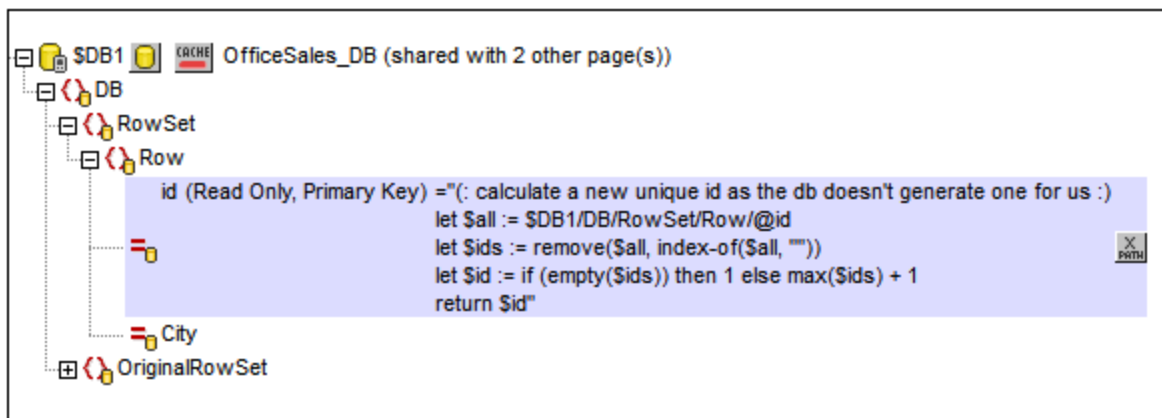 $DB1 CACHE OfficeSales_DB (shared with 2 other page(s))
DB
RowSet
Row
id (Read Only, Primary Key) ="(: calculate a new unique id as the db doesn't generate one for us :)
let $all := $DB1/DB/RowSet/Row/@id
let $ids := remove($all, index-of($all, ""))
X
PATH
let $id := if (empty($ids)) then 1 else max($ids) + 1
return $id"
City
OriginalRowSet